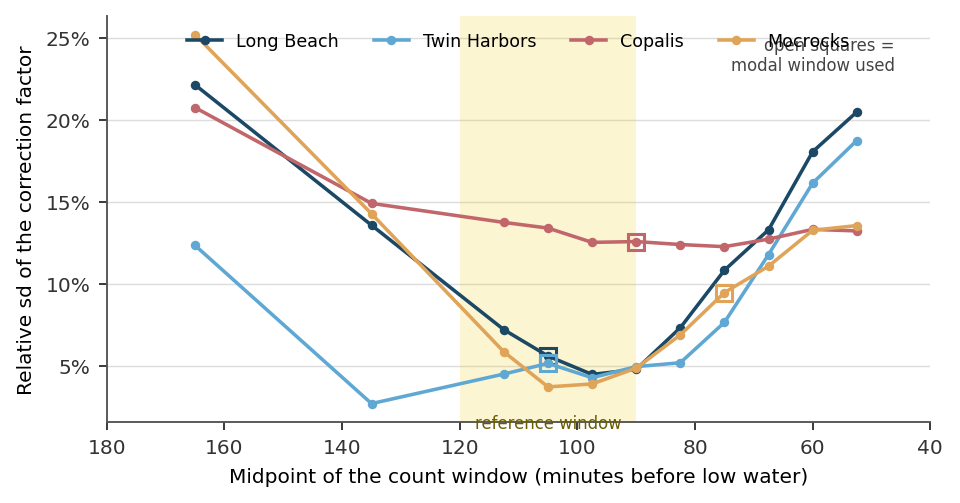 Relative sd of the correction factor
25%
20%
15%
10%
5%
Long Beach
Twin Harbors
Copalis
Mocrocks
open squares =
modal window used
reference window
180
160
140
120
100
80
60
40
Midpoint of the count window (minutes before low water)